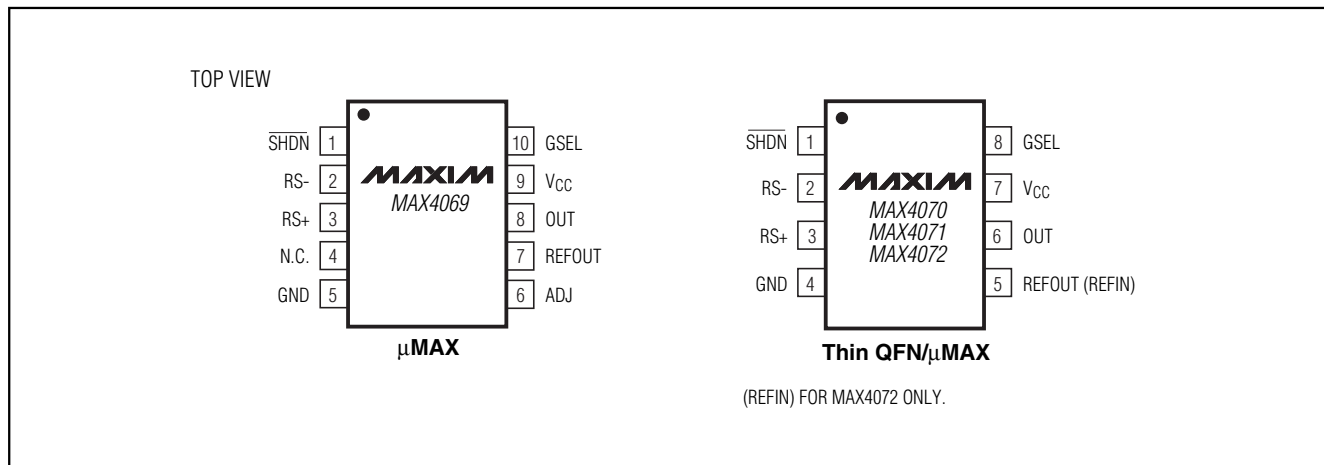 TOP VIEW
SHDN 1
RS- 2
RS+ 3
N.C. 4
GND 5
MAXIM
MAX4069
10 GSEL
9 VCC
8 OUT
7 REFOUT
6 ADJ
µMAX
SHDN 1
RS- 2
RS+ 3
GND 4
MAXIM
MAX4070
MAX4071
MAX4072
8 GSEL
7 VCC
6 OUT
5 REFOUT (REFIN)
Thin QFN/µMAX
(REFIN) FOR MAX4072 ONLY.